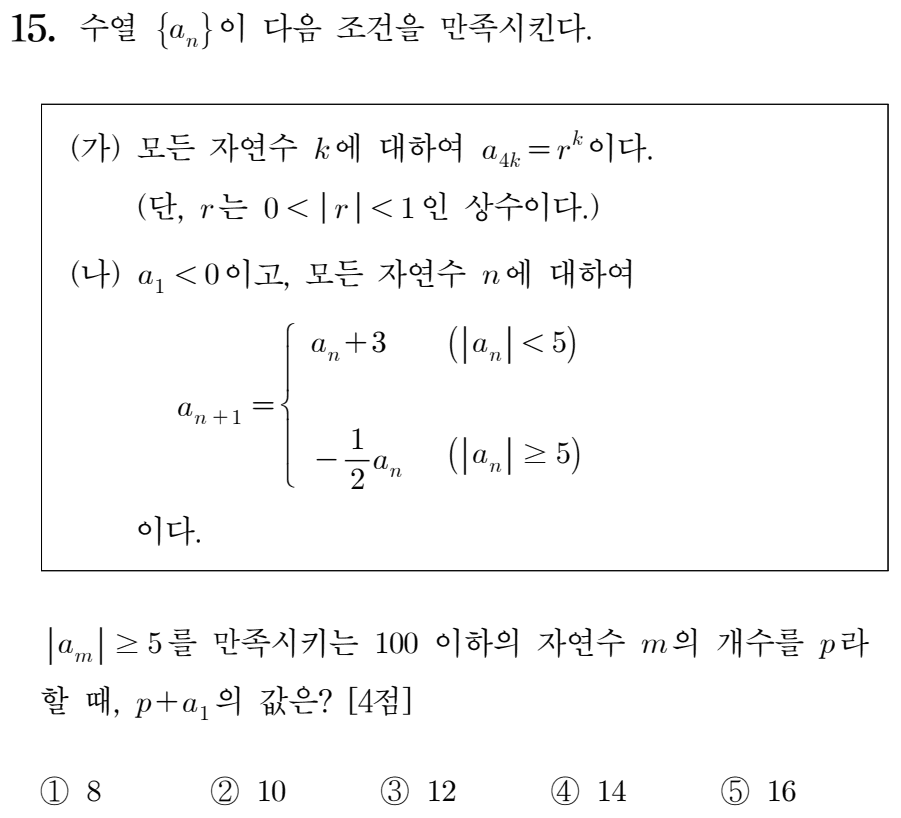 15. 수열 {aₙ}이 다음 조건을 만족시킨다.
(가) 모든 자연수 k에 대하여 a₄ₖ = rᵏ이다.
(단, r는 0 < |r| < 1인 상수이다.)
(나) a₁ < 0이고, 모든 자연수 n에 대하여
aₙ + 3 (|aₙ| < 5)
aₙ₊₁ = {
−1/2 aₙ (|aₙ| ≥ 5)
이다.
|aₘ| ≥ 5를 만족시키는 100 이하의 자연수 m의 개수를 p라
할 때, p + a₁의 값은? [4점]
① 8 ② 10 ③ 12 ④ 14 ⑤ 16